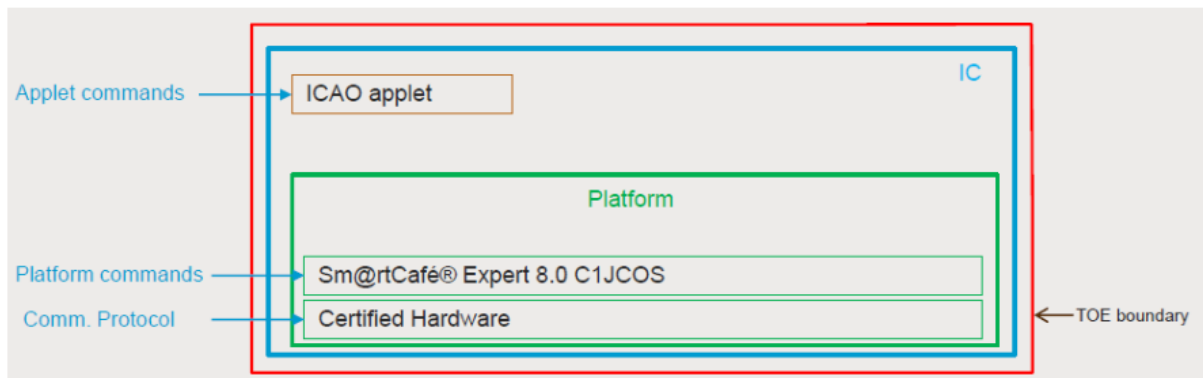 IC
Applet commands
ICAO applet
Platform
Platform commands
Sm@rtCafé® Expert 8.0 C1JCOS
Comm. Protocol
Certified Hardware
TOE boundary